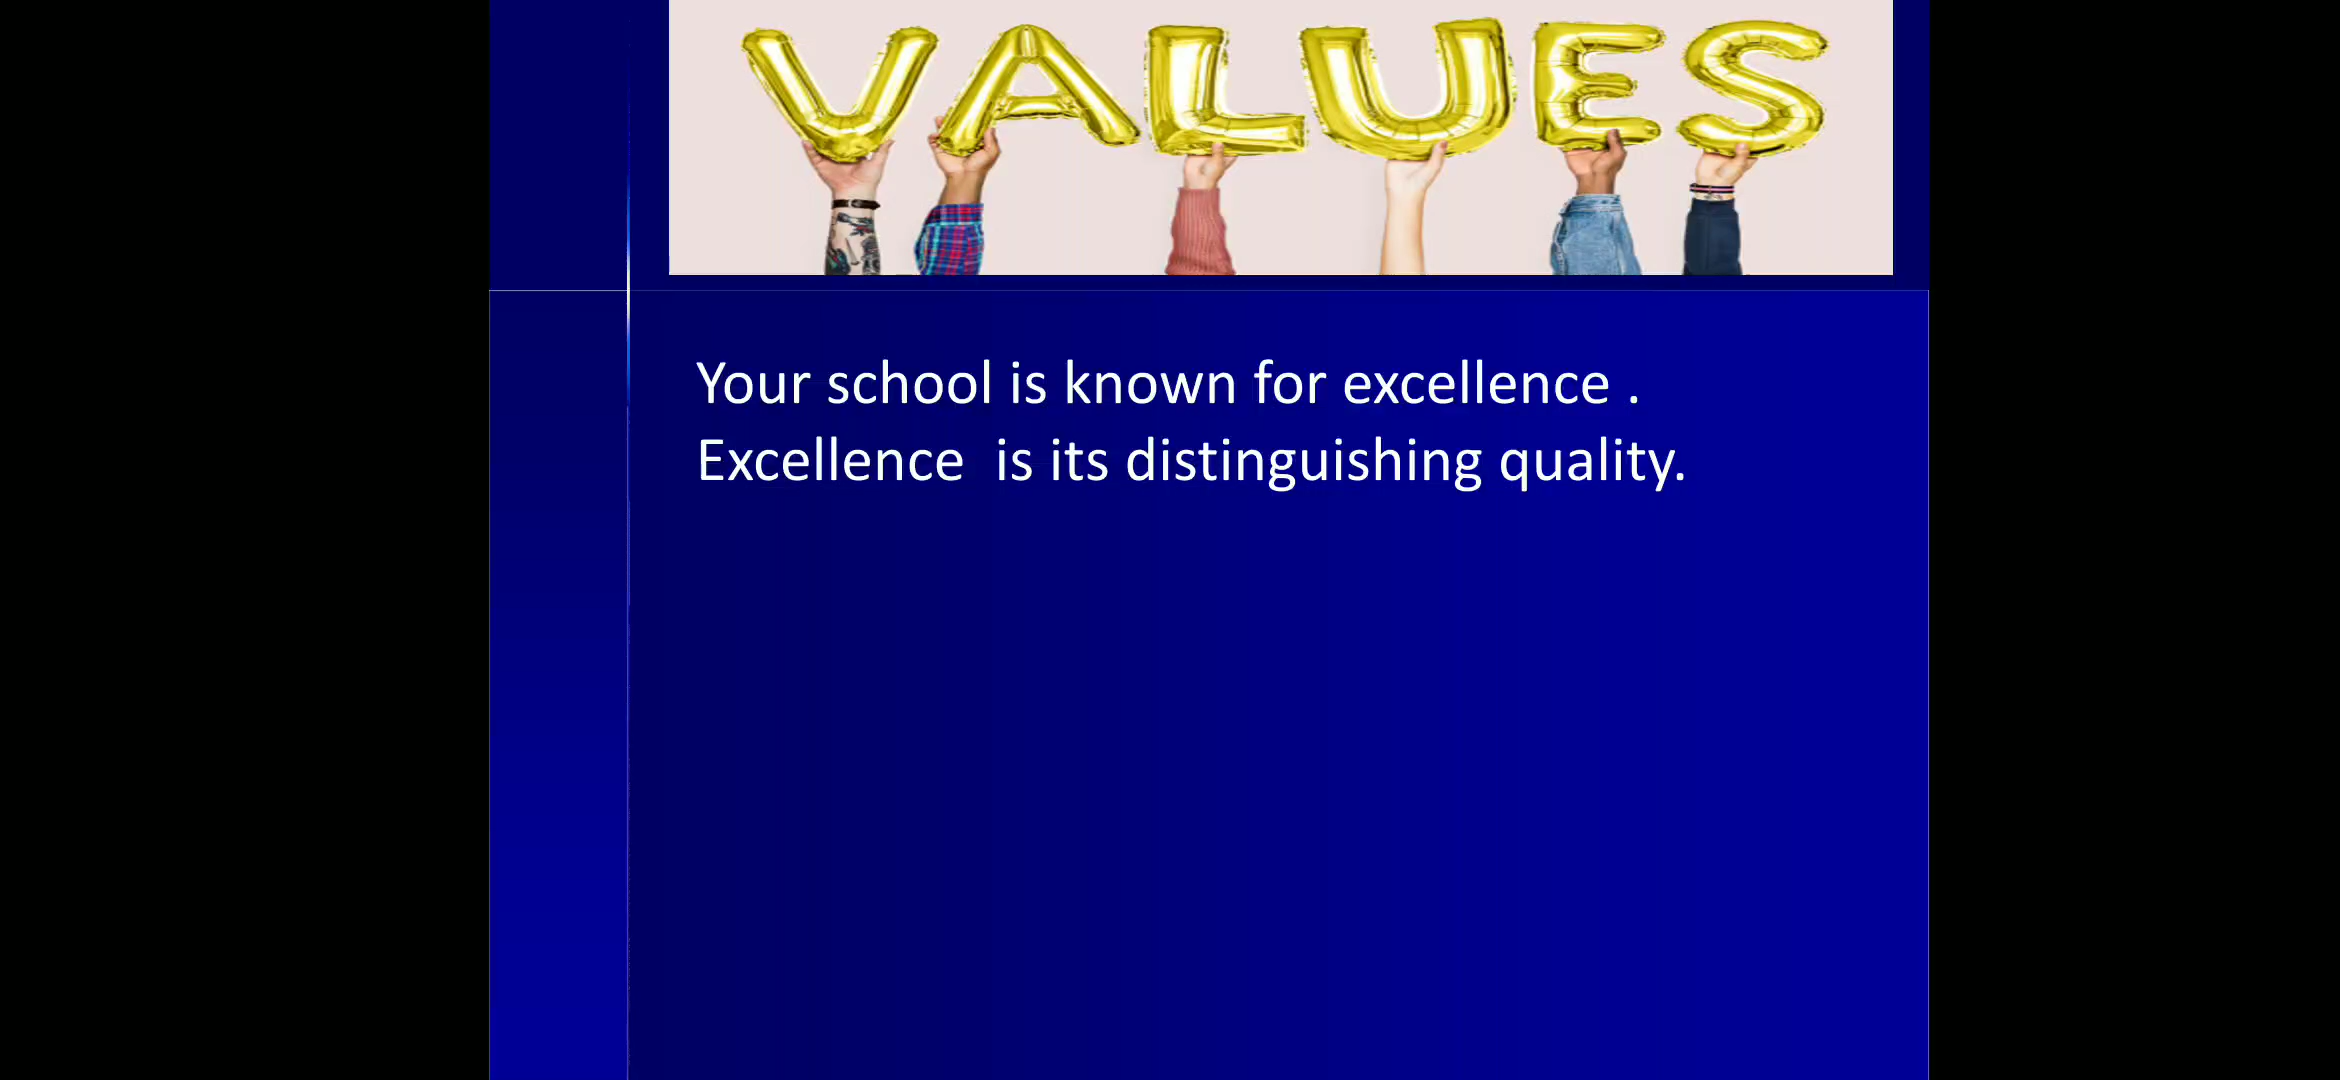 VALUES
Your school is known for excellence .
Excellence  is its distinguishing quality.